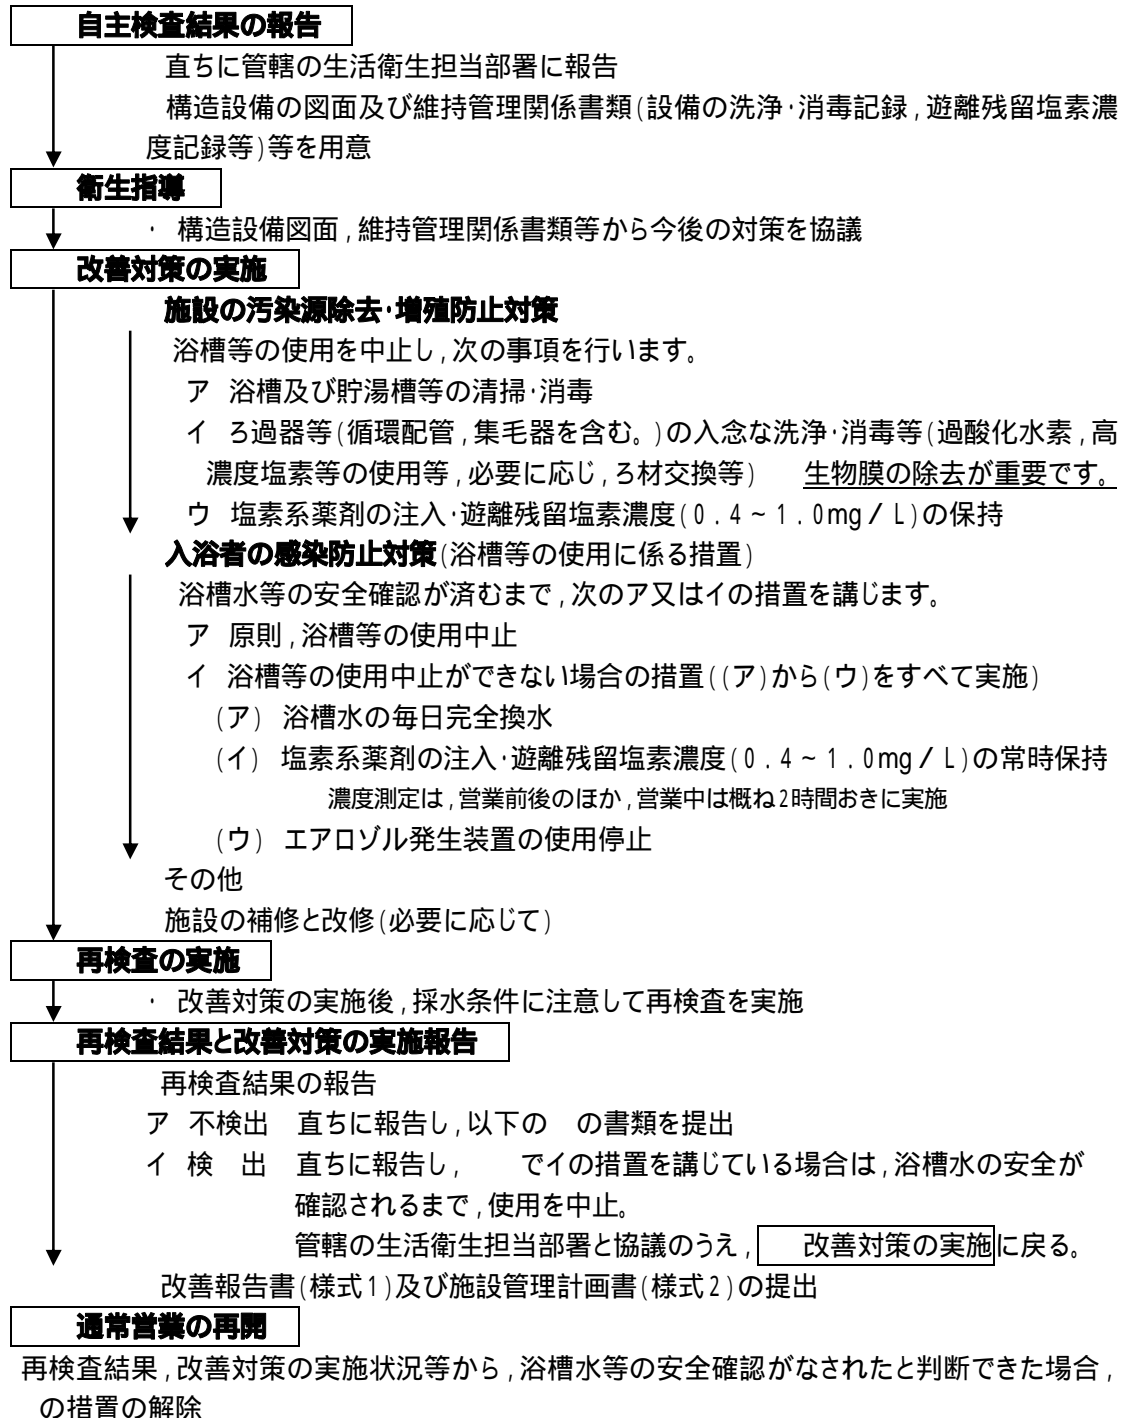 自主検査結果の報告
直ちに管轄の生活衛生担当部署に報告
構造設備の図面及び維持管理関係書類(設備の洗浄・消毒記録,遊離残留塩素濃
度記録等)等を用意
衛生指導
・ 構造設備図面,維持管理関係書類等から今後の対策を協議
改善対策の実施
施設の汚染源除去・増殖防止対策
浴槽等の使用を中止し,次の事項を行います。
ア 浴槽及び貯湯槽等の清掃・消毒
イ ろ過器等(循環配管,集毛器を含む。)の入念な洗浄・消毒等(過酸化水素,高
濃度塩素等の使用等,必要に応じ,ろ材交換等) 生物膜の除去が重要です。
ウ 塩素系薬剤の注入・遊離残留塩素濃度(0.4~1.0mg/L)の保持
入浴者の感染防止対策(浴槽等の使用に係る措置)
浴槽水等の安全確認が済むまで,次のア又はイの措置を講じます。
ア 原則,浴槽等の使用中止
イ 浴槽等の使用中止ができない場合の措置((ア)から(ウ)をすべて実施)
(ア) 浴槽水の毎日完全換水
(イ) 塩素系薬剤の注入・遊離残留塩素濃度(0.4~1.0mg/L)の常時保持
濃度測定は,営業前後のほか,営業中は概ね2時間おきに実施
(ウ) エアロゾル発生装置の使用停止
その他
施設の補修と改修(必要に応じて)
再検査の実施
・ 改善対策の実施後,採水条件に注意して再検査を実施
再検査結果と改善対策の実施報告
再検査結果の報告
ア 不検出 直ちに報告し,以下の の書類を提出
イ 検 出 直ちに報告し, でイの措置を講じている場合は,浴槽水の安全が
確認されるまで,使用を中止。
管轄の生活衛生担当部署と協議のうえ, 改善対策の実施に戻る。
改善報告書(様式1)及び施設管理計画書(様式2)の提出
通常営業の再開
再検査結果,改善対策の実施状況等から,浴槽水等の安全確認がなされたと判断できた場合,
の措置の解除